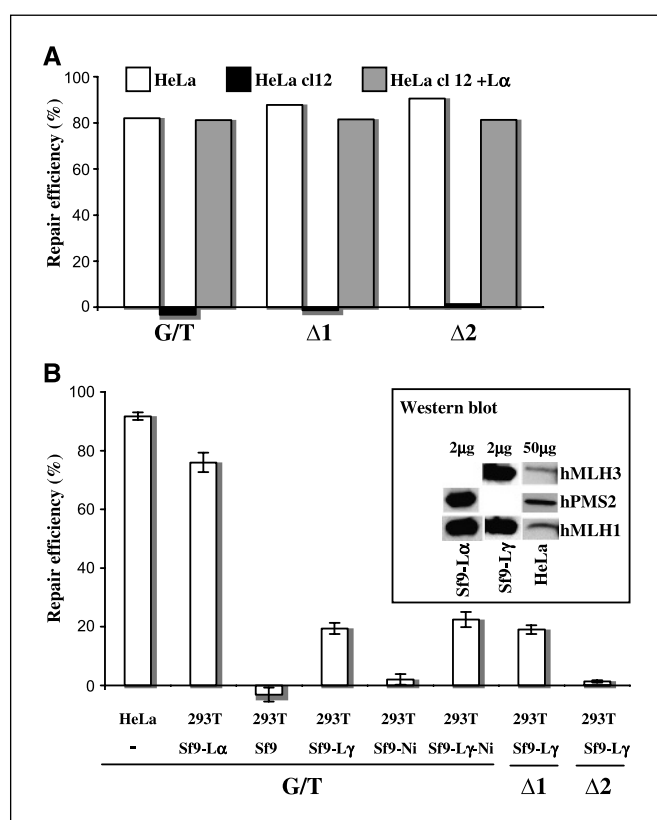 A
HeLa HeLa cl12 HeLa cl 12 +Lα
Repair efficiency (%)
100
80
60
40
20
0
G/T Δ1 Δ2
B
Repair efficiency (%)
100
80
60
40
20
0
Western blot
2μg 2μg 50μg
hMLH3
hPMS2
hMLH1
Sf9-Lα Sf9-Lγ HeLa
HeLa 293T 293T 293T 293T 293T 293T 293T
- Sf9-Lα Sf9 Sf9-Lγ Sf9-Ni Sf9-Lγ-Ni Sf9-Lγ Sf9-Lγ
G/T Δ1 Δ2